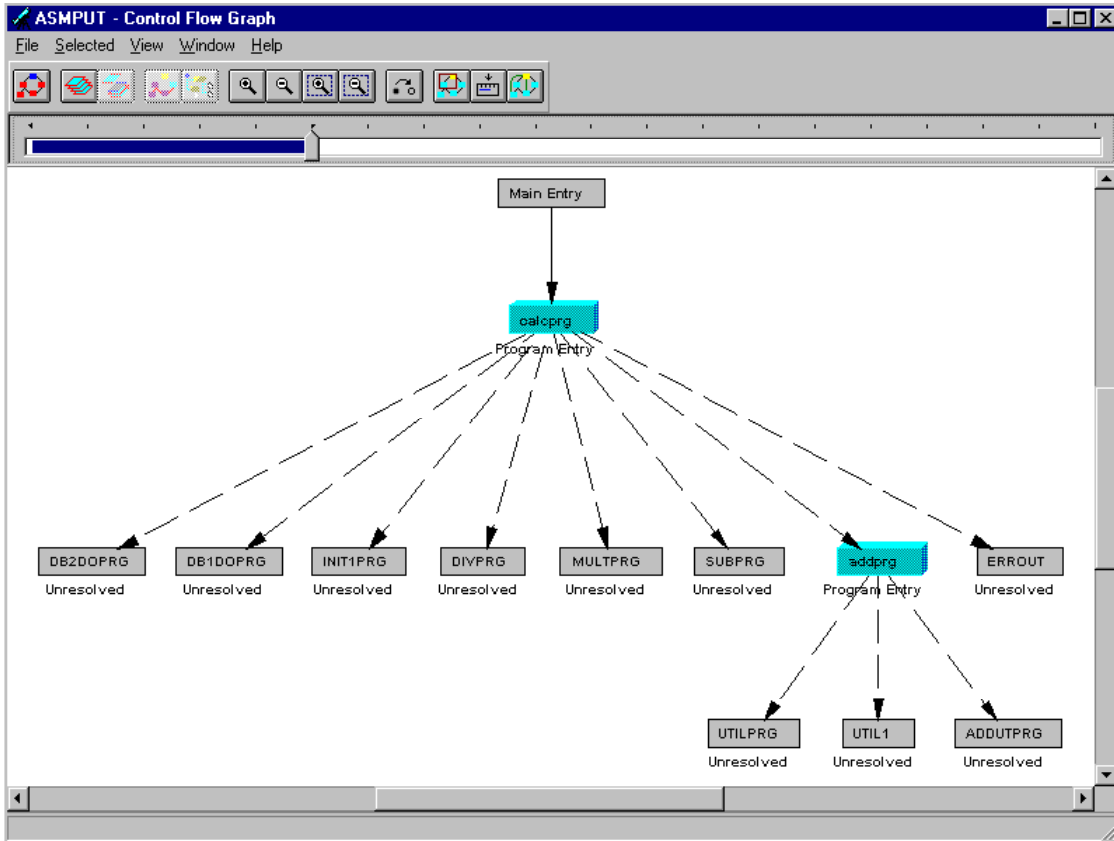 ASMPUT - Control Flow Graph
File Selected View Window Help
Main Entry
calcprg
Program Entry
DB2DOPRG DB1DOPRG INIT1PRG DIVPRG MULTPRG SUBPRG addprg ERROUT
Unresolved Unresolved Unresolved Unresolved Unresolved Unresolved Program Entry Unresolved
UTILPRG UTIL1 ADDUTPRG
Unresolved Unresolved Unresolved